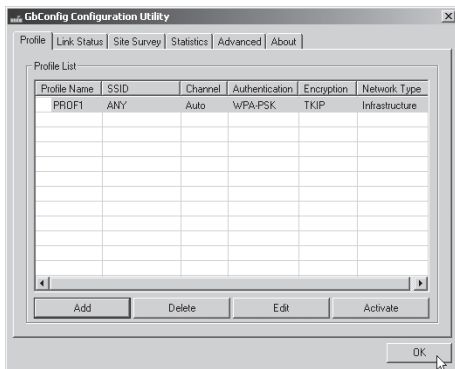 GbConfig Configuration Utility
Profile Link Status Site Survey Statistics Advanced About
Profile List
Profile Name SSID Channel Authentication Encryption Network Type
PROF1 ANY Auto WPA-PSK TKIP Infrastructure
Add Delete Edit Activate
OK